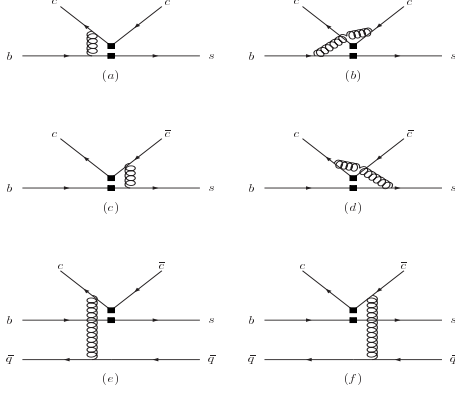 c c c c
b s b s
(a) (b)
c c̄ c c̄
b s b s
(c) (d)
c c̄ c c̄
b s b s
q̄ q̄ q̄ q̄
(e) (f)